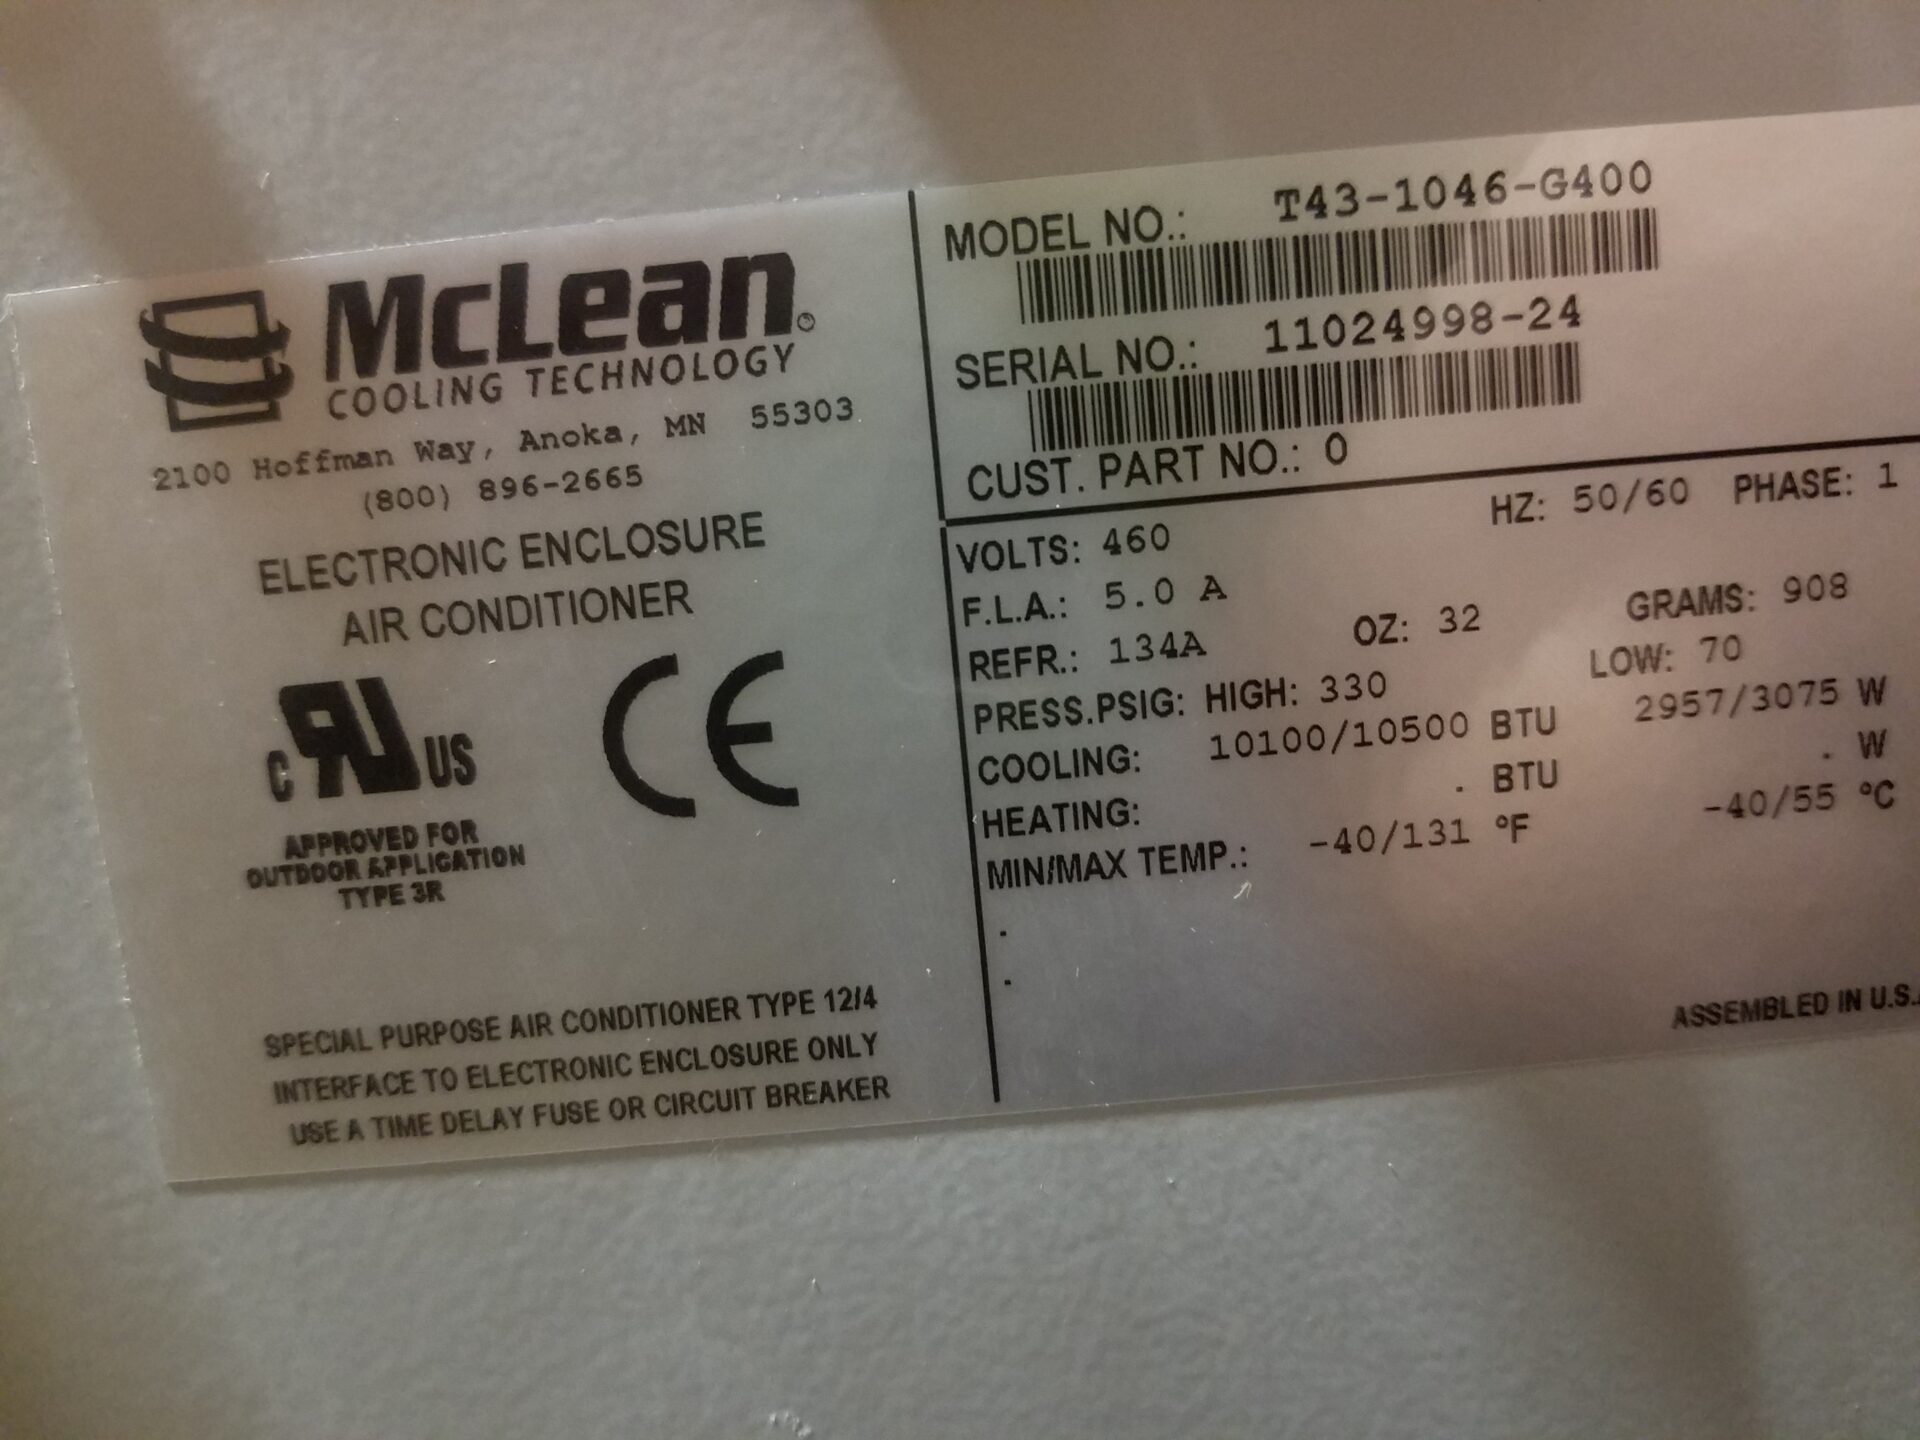 McLean®
COOLING TECHNOLOGY
2100 Hoffman Way, Anoka, MN 55303
(800) 896-2665
ELECTRONIC ENCLOSURE
AIR CONDITIONER
c RU US
CE
APPROVED FOR
OUTDOOR APPLICATION
TYPE 3R
SPECIAL PURPOSE AIR CONDITIONER TYPE 12/4
INTERFACE TO ELECTRONIC ENCLOSURE ONLY
USE A TIME DELAY FUSE OR CIRCUIT BREAKER
MODEL NO.: T43-1046-G400
SERIAL NO.: 11024998-24
CUST. PART NO.: 0
VOLTS: 460 HZ: 50/60 PHASE: 1
F.L.A.: 5.0 A
REFR.: 134A OZ: 32 GRAMS: 908
PRESS.PSIG: HIGH: 330 LOW: 70
COOLING: 10100/10500 BTU 2957/3075 W
HEATING: . BTU . W
MIN/MAX TEMP.: -40/131 °F -40/55 °C
.
.
ASSEMBLED IN U.S.